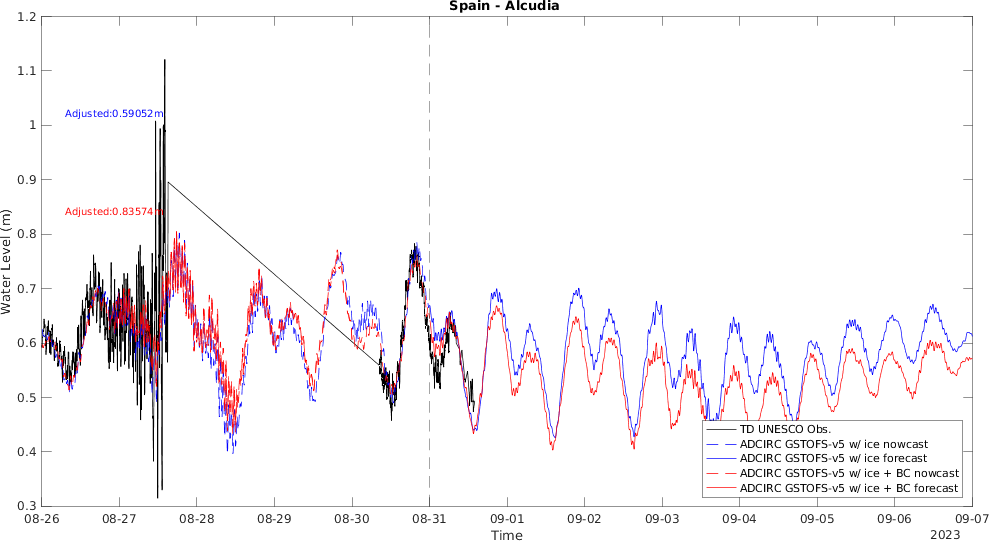 Spain - Alcudia
1.2
1.1
1
0.9
0.8
0.7
0.6
0.5
0.4
0.3
Water Level (m)
Adjusted:0.59052m
Adjusted:0.83574m
TD UNESCO Obs.
ADCIRC GSTOFS-v5 w/ ice nowcast
ADCIRC GSTOFS-v5 w/ ice forecast
ADCIRC GSTOFS-v5 w/ ice + BC nowcast
ADCIRC GSTOFS-v5 w/ ice + BC forecast
08-26 08-27 08-28 08-29 08-30 08-31 09-01 09-02 09-03 09-04 09-05 09-06 09-07
Time
2023